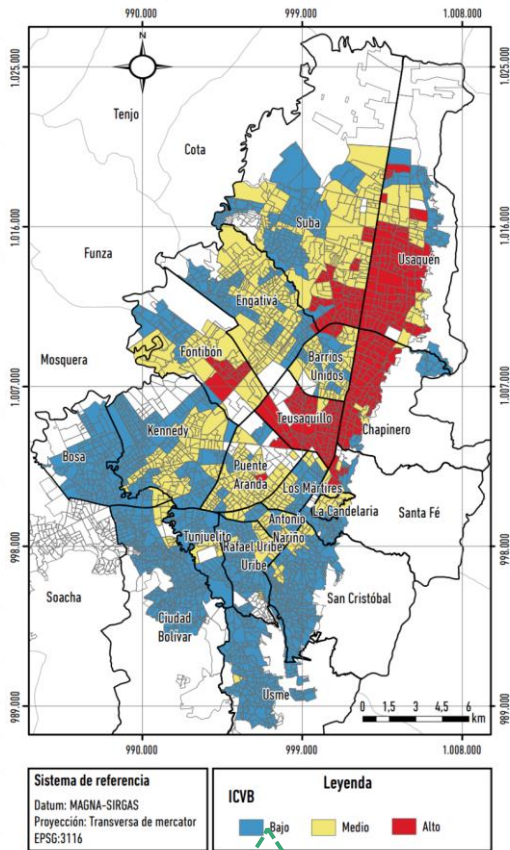 990.000 999.000 1.008.000
1.025.000 1.025.000
Tenjo
Cota
1.016.000 1.016.000
Suba
Usaquén
Funza
Engativa
Fontibón
Barrios
Unidos
Mosquera
1.007.000 1.007.000
Teusaquillo
Chapinero
Kennedy
Bosa
Puente
Aranda
Los Mártires
La Candelaria
Santa Fé
Antonio
Nariño
998.000 998.000
Tunjuelito
Rafael Uribe
Uribe
Soacha
San Cristóbal
Ciudad
Bolívar
Usme
0 1,5 3 4,5 6
km
989.000 989.000
990.000 999.000 1.008.000
Sistema de referencia
Datum: MAGNA-SIRGAS
Proyección: Transversa de mercator
EPSG:3116
Leyenda
ICVB
Bajo Medio Alto